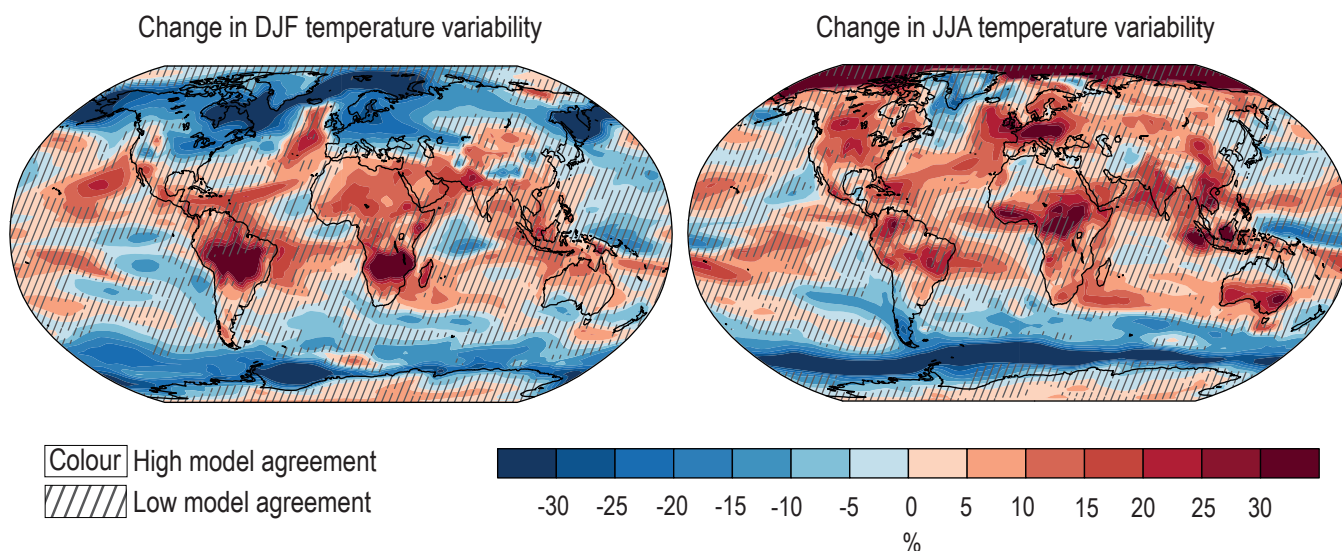 Change in DJF temperature variability
Change in JJA temperature variability
Colour High model agreement
Low model agreement
-30 -25 -20 -15 -10 -5 0 5 10 15 20 25 30
%